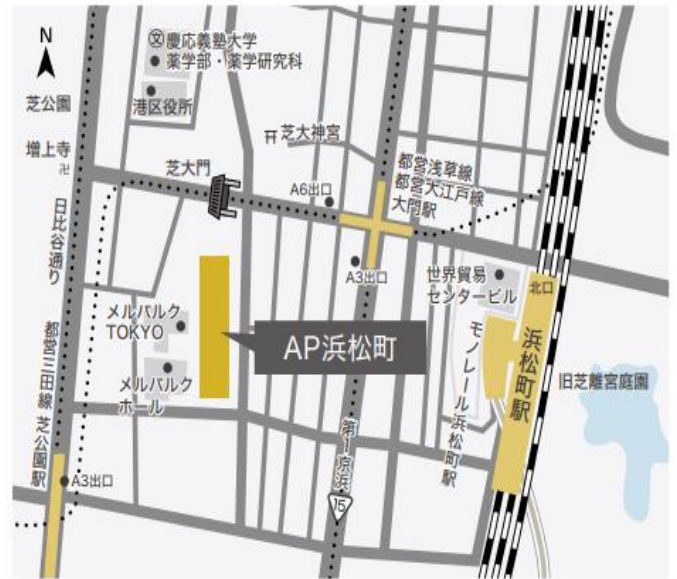 N
慶応義塾大学
薬学部・薬学研究科
港区役所
芝公園
増上寺
芝大神宮
芝大門
A6出口
都営浅草線
都営大江戸線
大門駅
日比谷通り
A3出口
世界貿易
センタービル
北口
メルパルク
TOKYO
AP浜松町
モノレール浜松町駅
浜松町駅
旧芝離宮庭園
メルパルク
ホール
都営三田線 芝公園駅
第1京浜
A3出口
15